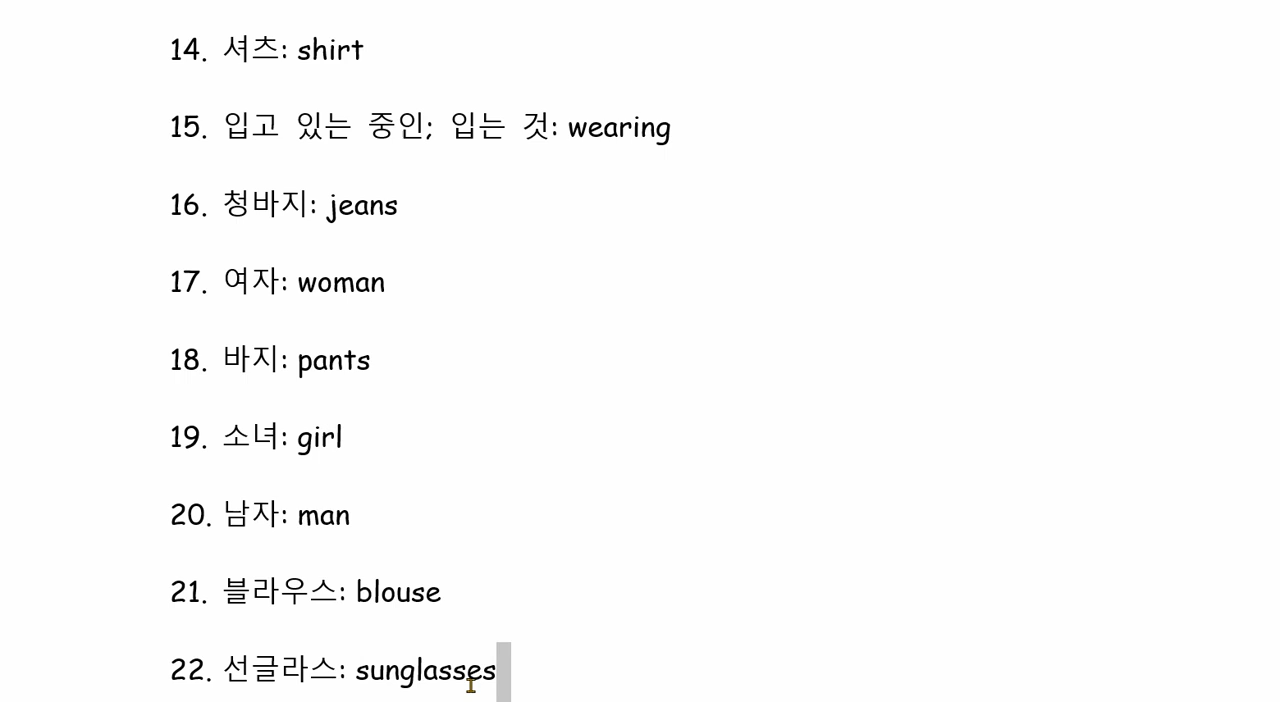 14. 셔츠: shirt
15. 입고 있는 중인; 입는 것: wearing
16. 청바지: jeans
17. 여자: woman
18. 바지: pants
19. 소녀: girl
20. 남자: man
21. 블라우스: blouse
22. 선글라스: sunglasses